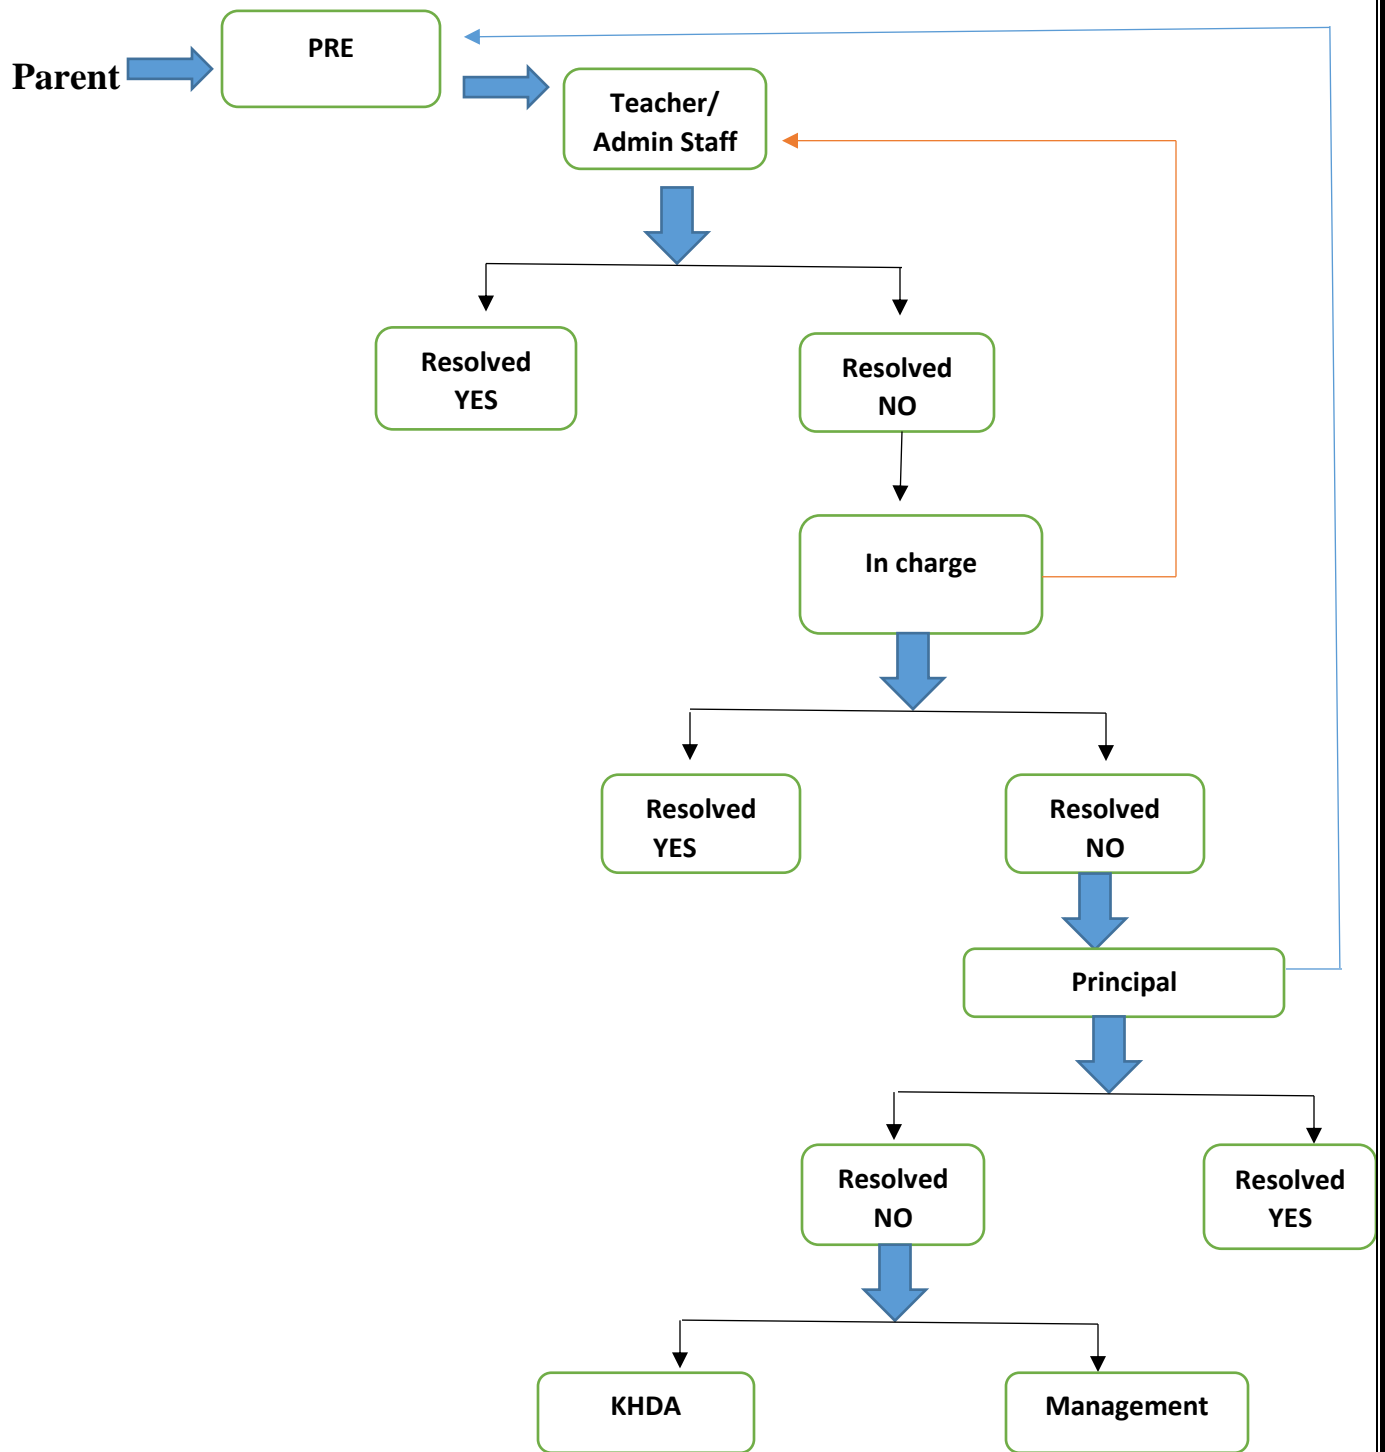 PRE
Parent
Teacher/
Admin Staff
Resolved
YES
Resolved
NO
In charge
Resolved
YES
Resolved
NO
Principal
Resolved
NO
Resolved
YES
KHDA
Management